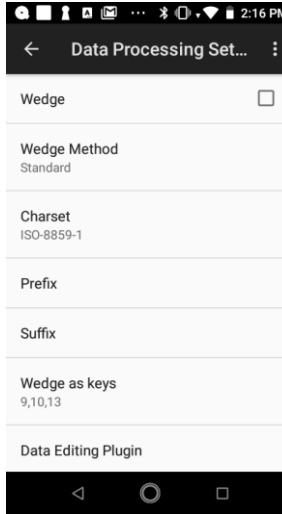 2:16 PM
Data Processing Set...
Wedge
Wedge Method
Standard
Charset
ISO-8859-1
Prefix
Suffix
Wedge as keys
9,10,13
Data Editing Plugin